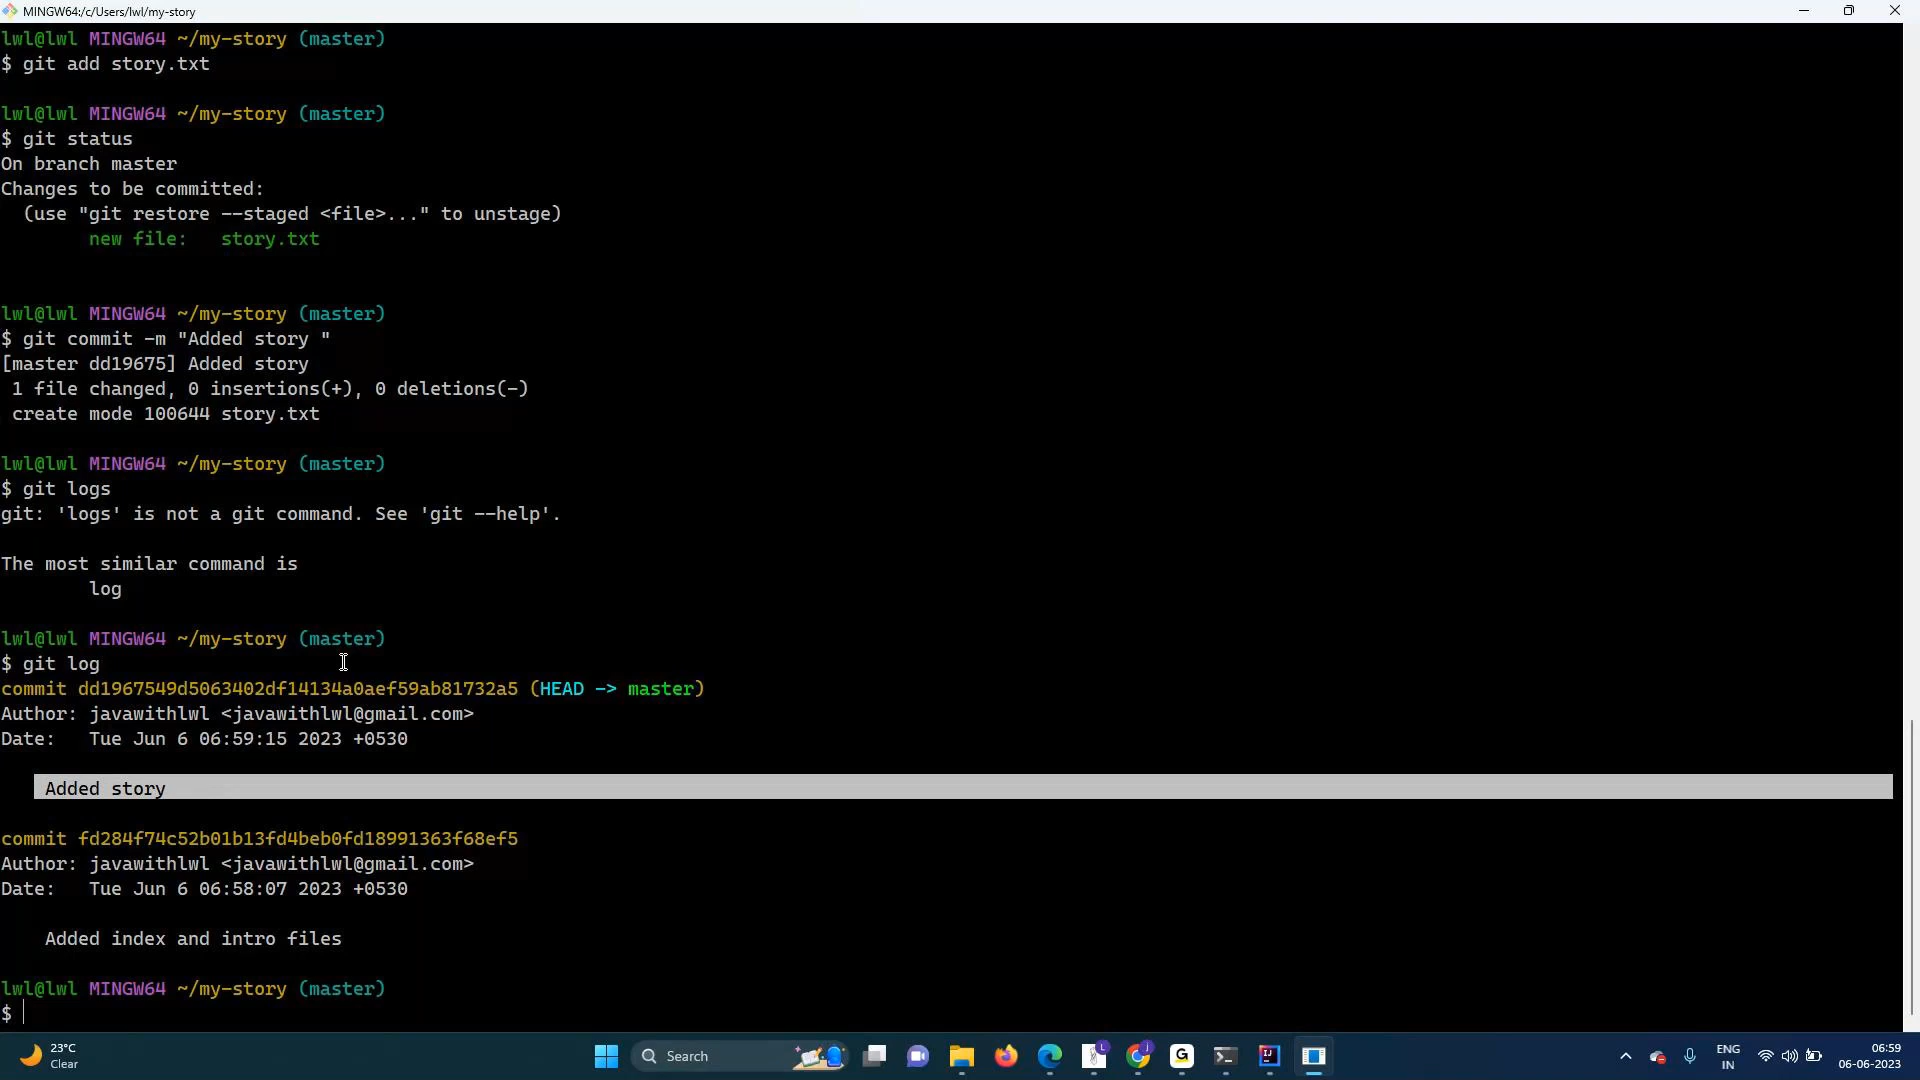 MINGW64:/c/Users/lwl/my-story
lwl@lwl MINGW64 ~/my-story (master)
$ git add story.txt
lwl@lwl MINGW64 ~/my-story (master)
$ git status
On branch master
Changes to be committed:
  (use "git restore --staged <file>..." to unstage)
        new file:   story.txt
lwl@lwl MINGW64 ~/my-story (master)
$ git commit -m "Added story "
[master dd19675] Added story
 1 file changed, 0 insertions(+), 0 deletions(-)
 create mode 100644 story.txt
lwl@lwl MINGW64 ~/my-story (master)
$ git logs
git: 'logs' is not a git command. See 'git --help'.
The most similar command is
        log
lwl@lwl MINGW64 ~/my-story (master)
$ git log
commit dd1967549d5063402df14134a0aef59ab81732a5 (HEAD -> master)
Author: javawithlwl <javawithlwl@gmail.com>
Date:   Tue Jun 6 06:59:15 2023 +0530
    Added story
commit fd284f74c52b01b13fd4beb0fd18991363f68ef5
Author: javawithlwl <javawithlwl@gmail.com>
Date:   Tue Jun 6 06:58:07 2023 +0530
    Added index and intro files
lwl@lwl MINGW64 ~/my-story (master)
$
23°C
Clear
Search
ENG
IN
06:59
06-06-2023